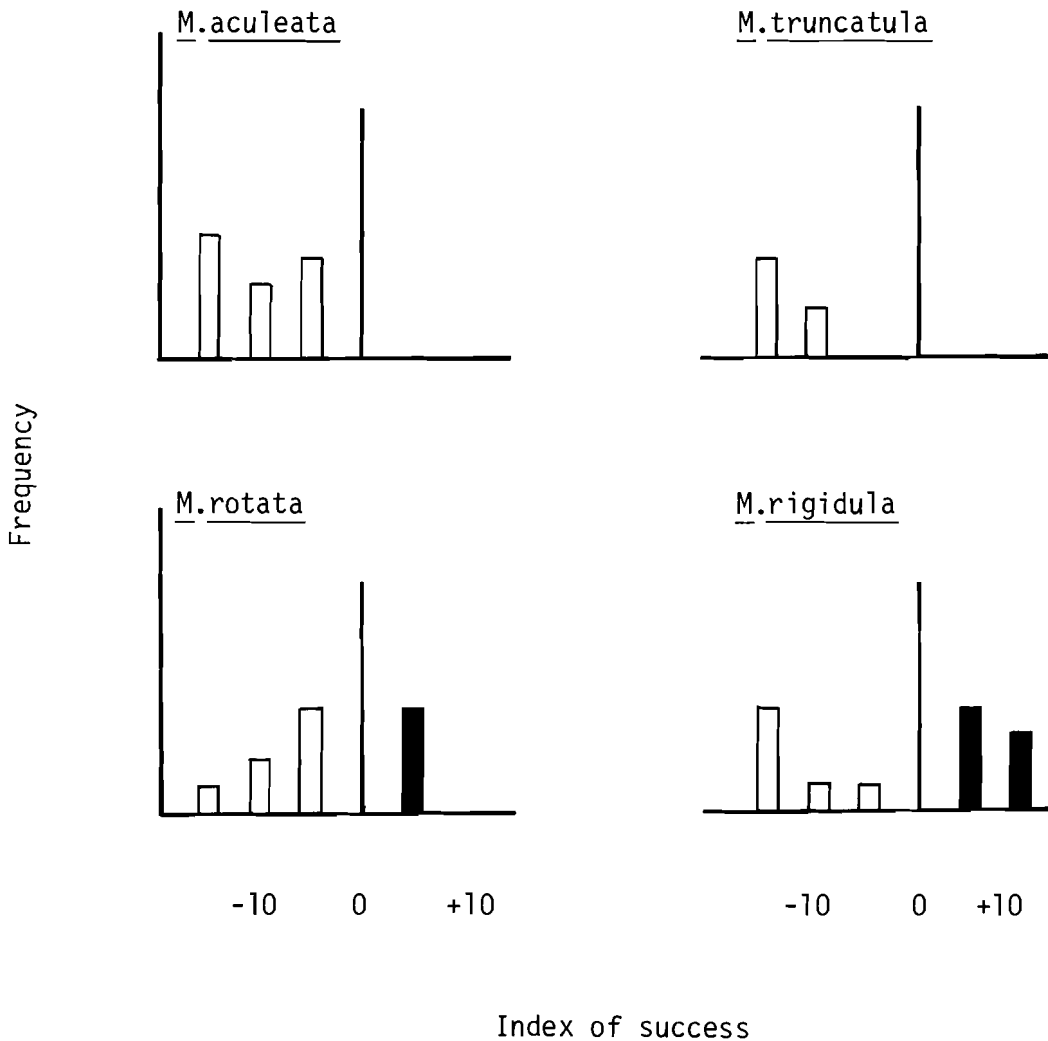 M.aculeata
M.truncatula
Frequency
M.rotata
M.rigidula
-10 0 +10
-10 0 +10
Index of success